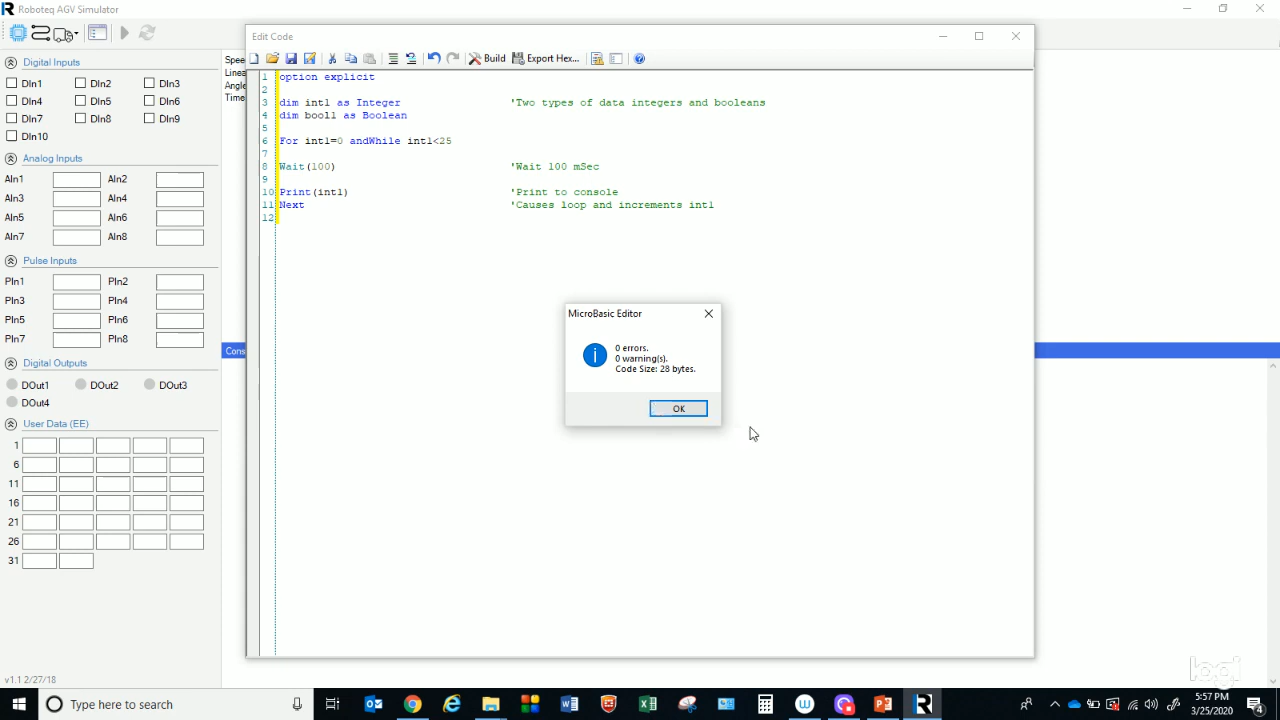 Roboteq AGV Simulator
Edit Code
Build
Export Hex...
Digital Inputs
DIn1 DIn2 DIn3
DIn4 DIn5 DIn6
DIn7 DIn8 DIn9
DIn10
Analog Inputs
AIn1 AIn2
AIn3 AIn4
AIn5 AIn6
AIn7 AIn8
Pulse Inputs
PIn1 PIn2
PIn3 PIn4
PIn5 PIn6
PIn7 PIn8
Digital Outputs
DOut1 DOut2 DOut3
DOut4
User Data (EE)
1
6
11
16
21
26
31
v1.1 2/27/18
Spee
Linea
Angle
Time
Cons
1 option explicit
2
3 dim int1 as Integer 'Two types of data integers and booleans
4 dim bool1 as Boolean
5
6 For int1=0 andWhile int1<25
7
8 Wait(100) 'Wait 100 mSec
9
10 Print(int1) 'Print to console
11 Next 'Causes loop and increments int1
12
MicroBasic Editor
0 errors.
0 warning(s).
Code Size: 28 bytes.
OK
logi
Type here to search
5:57 PM
3/25/2020
4